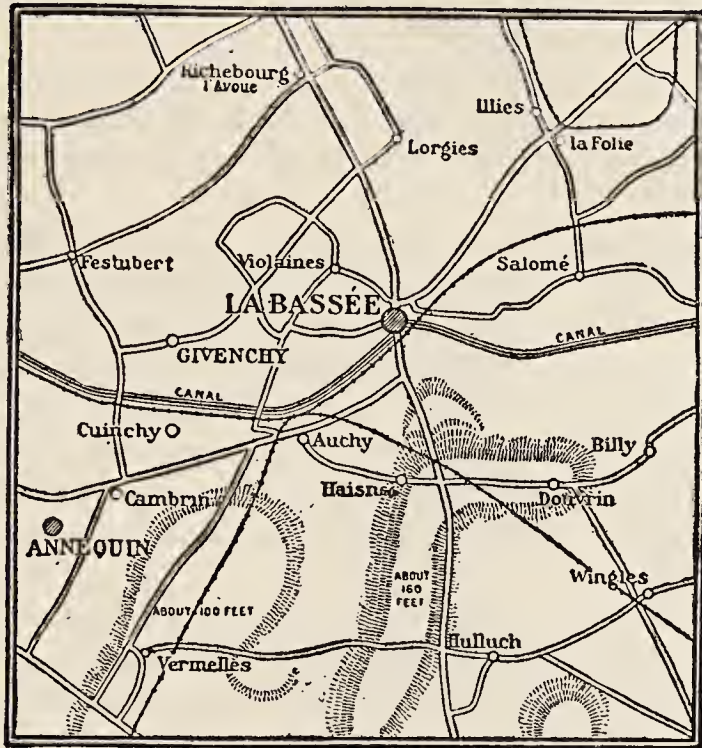 Richebourg
l'Avoue
Illies
la Folie
Lorgies
Festubert
Violaines
Salomé
LA BASSÉE
GIVENCHY
CANAL
CANAL
Cuinchy
Authy
Billy
Haisnes
Douvrin
Cambrin
ANNEQUIN
ABOUT
160
FEET
Wingles
ABOUT 100 FEET
Hulluch
Vermelles